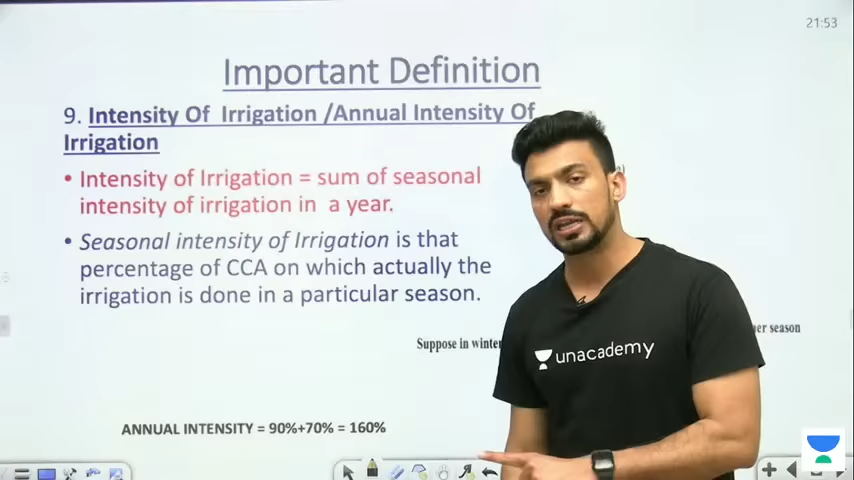 21:53
Important Definition
9. Intensity Of Irrigation /Annual Intensity Of
Irrigation
• Intensity of Irrigation = sum of seasonal
intensity of irrigation in a year.
• Seasonal intensity of Irrigation is that
percentage of CCA on which actually the
irrigation is done in a particular season.
Suppose in winter
season
unacademy
ANNUAL INTENSITY = 90%+70% = 160%